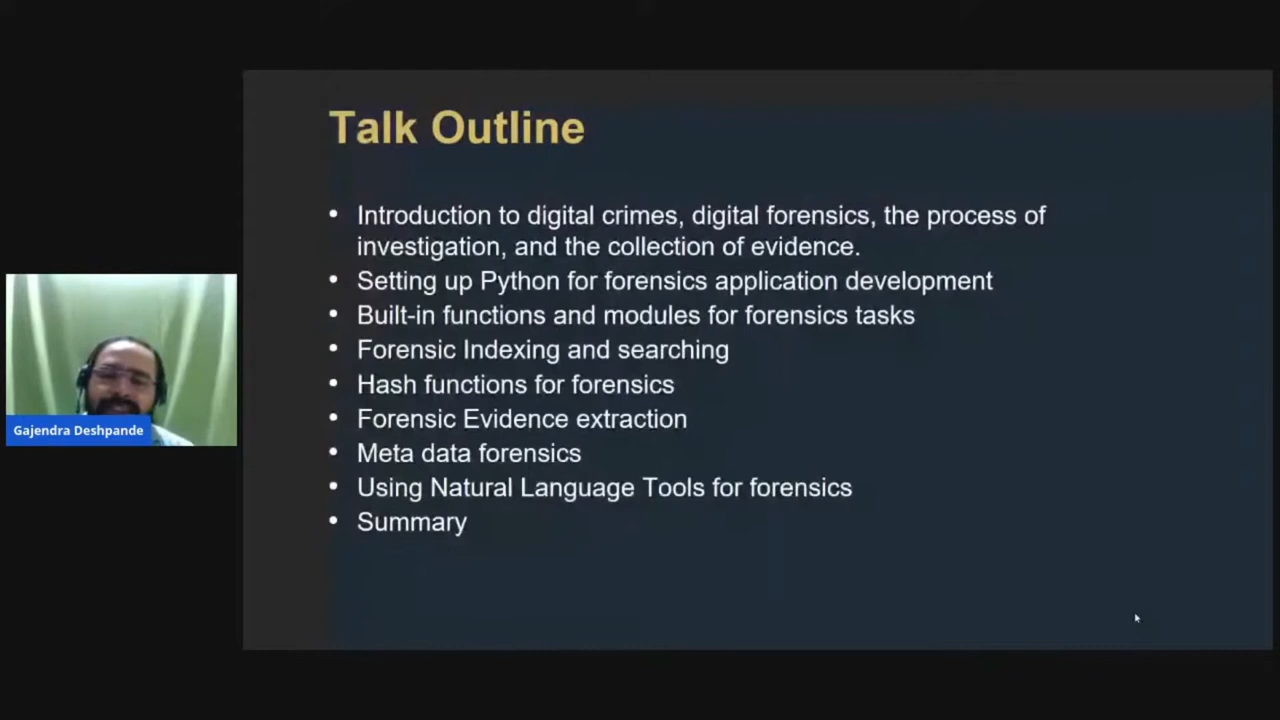 Talk Outline
• Introduction to digital crimes, digital forensics, the process of
investigation, and the collection of evidence.
• Setting up Python for forensics application development
• Built-in functions and modules for forensics tasks
• Forensic Indexing and searching
• Hash functions for forensics
• Forensic Evidence extraction
• Meta data forensics
• Using Natural Language Tools for forensics
• Summary
Gajendra Deshpande